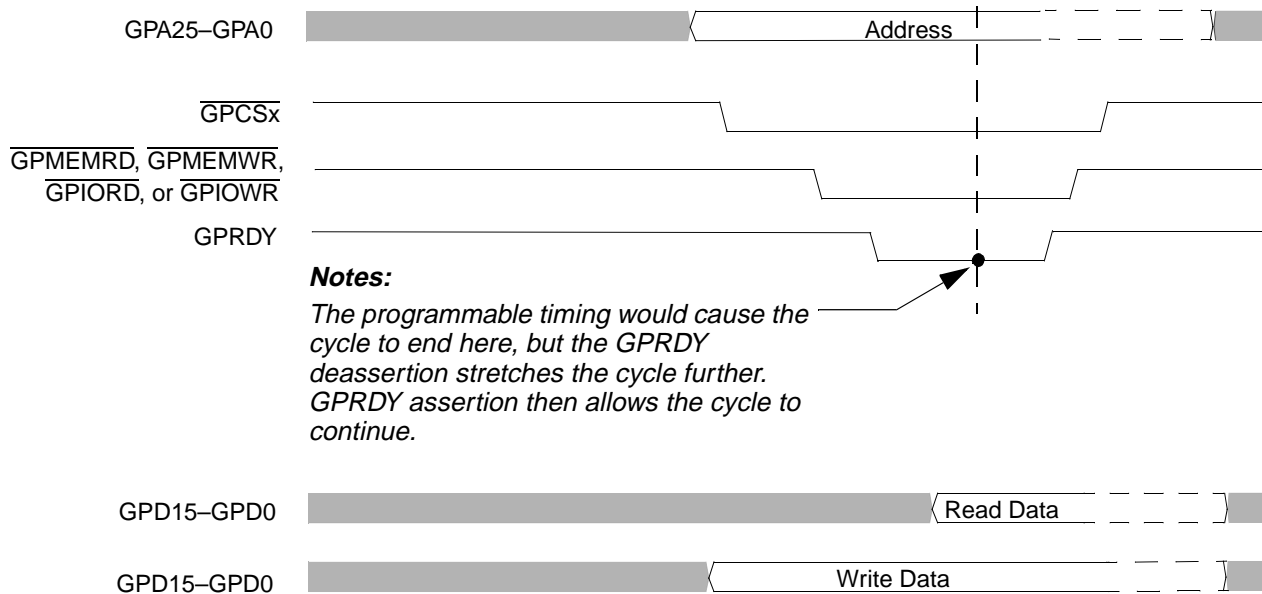 GPA25–GPA0
Address
GPCSx
GPMEMRD, GPMEMWR,
GPIORD, or GPIOWR
GPRDY
Notes:
The programmable timing would cause the
cycle to end here, but the GPRDY
deassertion stretches the cycle further.
GPRDY assertion then allows the cycle to
continue.
GPD15–GPD0
Read Data
GPD15–GPD0
Write Data